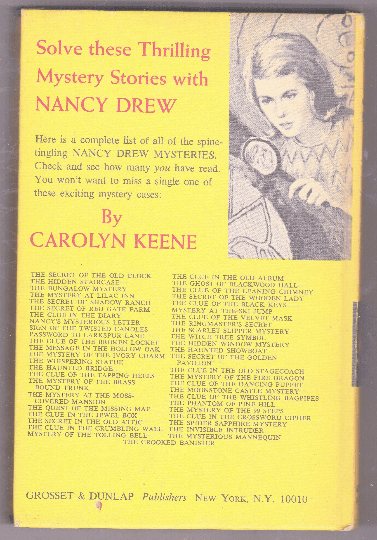 Solve these Thrilling
Mystery Stories with
NANCY DREW
Here is a complete list of all of the spine-
tingling NANCY DREW MYSTERIES.
Check and see how many you have read.
You won't want to miss a single one of
these exciting mystery cases:
By
CAROLYN KEENE
THE SECRET OF THE OLD CLOCK
THE HIDDEN STAIRCASE
THE BUNGALOW MYSTERY
THE MYSTERY AT LILAC INN
THE SECRET OF SHADOW RANCH
THE SECRET OF RED GATE FARM
THE CLUE IN THE DIARY
NANCY'S MYSTERIOUS LETTER
SIGN OF THE TWISTED CANDLES
PASSWORD TO LARKSPUR LANE
THE CLUE OF THE BROKEN LOCKET
THE MESSAGE IN THE HOLLOW OAK
THE MYSTERY OF THE IVORY CHARM
THE WHISPERING STATUE
THE HAUNTED BRIDGE
THE CLUE OF THE TAPPING HEELS
THE MYSTERY OF THE BRASS
BOUND TRUNK
THE MYSTERY AT THE MOSS-
COVERED MANSION
THE QUEST OF THE MISSING MAP
THE CLUE IN THE JEWEL BOX
THE SECRET IN THE OLD ATTIC
THE CLUE IN THE CRUMBLING WALL
MYSTERY OF THE TOLLING BELL
THE CLUE IN THE OLD ALBUM
THE GHOST OF BLACKWOOD HALL
THE CLUE OF THE LEANING CHIMNEY
THE SECRET OF THE WOODEN LADY
THE CLUE OF THE BLACK KEYS
MYSTERY AT THE SKI JUMP
THE CLUE OF THE VELVET MASK
THE RINGMASTER'S SECRET
THE SCARLET SLIPPER MYSTERY
THE WITCH TREE SYMBOL
THE HIDDEN WINDOW MYSTERY
THE HAUNTED SHOWBOAT
THE SECRET OF THE GOLDEN
PAVILION
THE CLUE IN THE OLD STAGECOACH
THE MYSTERY OF THE FIRE DRAGON
THE CLUE OF THE DANCING PUPPET
THE MOONSTONE CASTLE MYSTERY
THE CLUE OF THE WHISTLING BAGPIPES
THE PHANTOM OF PINE HILL
THE MYSTERY OF THE 99 STEPS
THE CLUE IN THE CROSSWORD CIPHER
THE SPIDER SAPPHIRE MYSTERY
THE INVISIBLE INTRUDER
THE MYSTERIOUS MANNEQUIN
THE CROOKED BANISTER
GROSSET & DUNLAP Publishers NEW YORK, N.Y. 10010